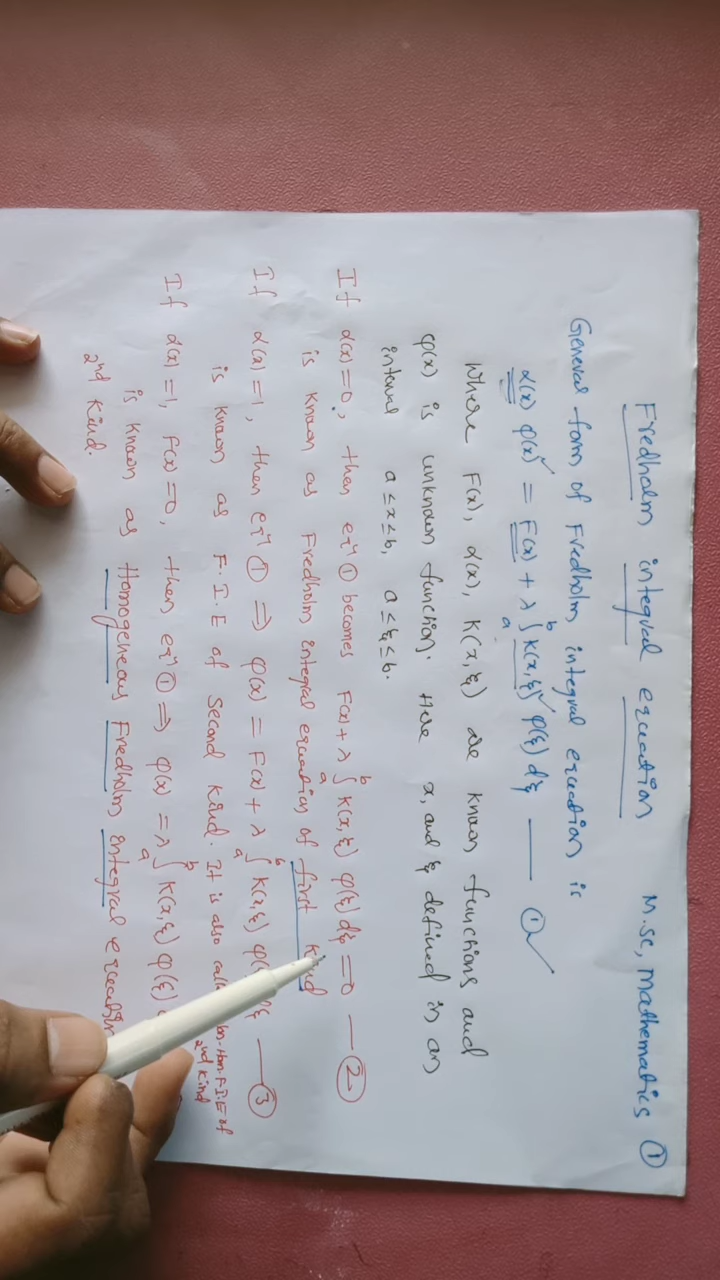 Fredholm integral equation M.Sc, mathematics ①
General form of Fredholm integral equation is
α(x) φ(x) = F(x) + λ ∫ₐᵇ K(x,ξ) φ(ξ) dξ — ①
Where F(x), α(x), K(x,ξ) are known functions and
φ(x) is unknown function. Here x, and ξ defined in an
interval a ≤ x ≤ b, a ≤ ξ ≤ b.
If α(x) = 0, then eqⁿ ① becomes F(x) + λ ∫ₐᵇ K(x,ξ) φ(ξ) dξ = 0 — ②
is known as Fredholm integral equation of first kind
If α(x) = 1, then eqⁿ ① ⇒ φ(x) = F(x) + λ ∫ₐᵇ K(x,ξ) — ③
is known as F.I.E of second kind. It is also F.I.E of
2nd kind
If α(x) = 1, F(x) = 0, then eqⁿ ① ⇒ φ(x) = λ ∫ₐᵇ K(x,ξ) φ(ξ)
is known as Homogeneous Fredholm integral
2nd kind.